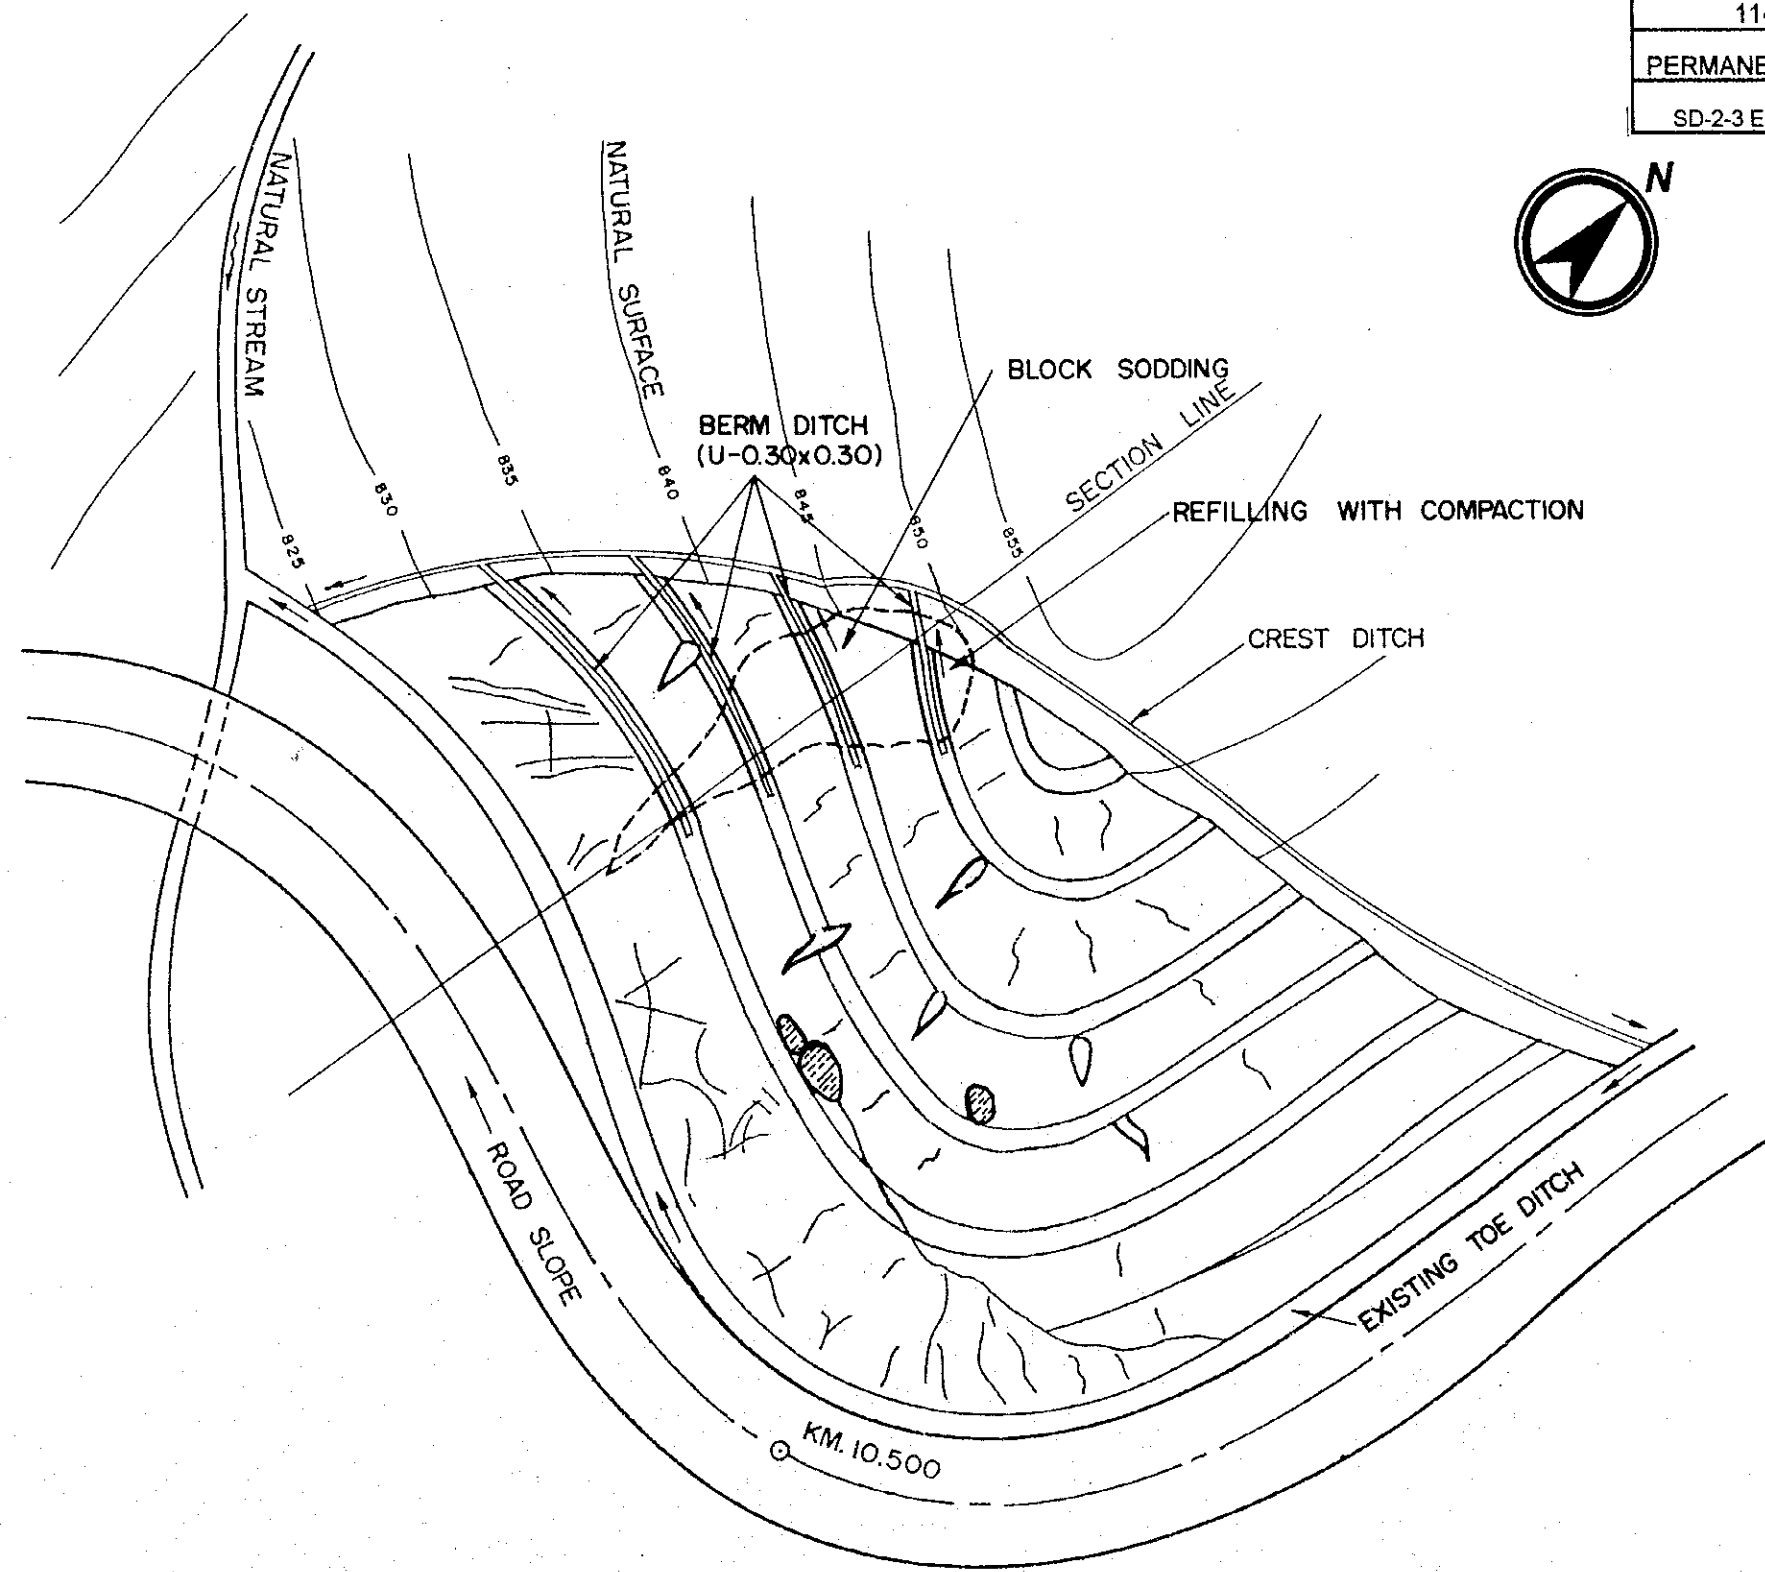 PERMANE
SD-2-3 E
N
NATURAL STREAM
NATURAL SURFACE
BLOCK SODDING
BERM DITCH
(U-0.30x0.30)
SECTION LINE
REFILLING WITH COMPACTION
825
830
835
840
845
850
855
CREST DITCH
ROAD SLOPE
EXISTING TOE DITCH
KM. 10.500